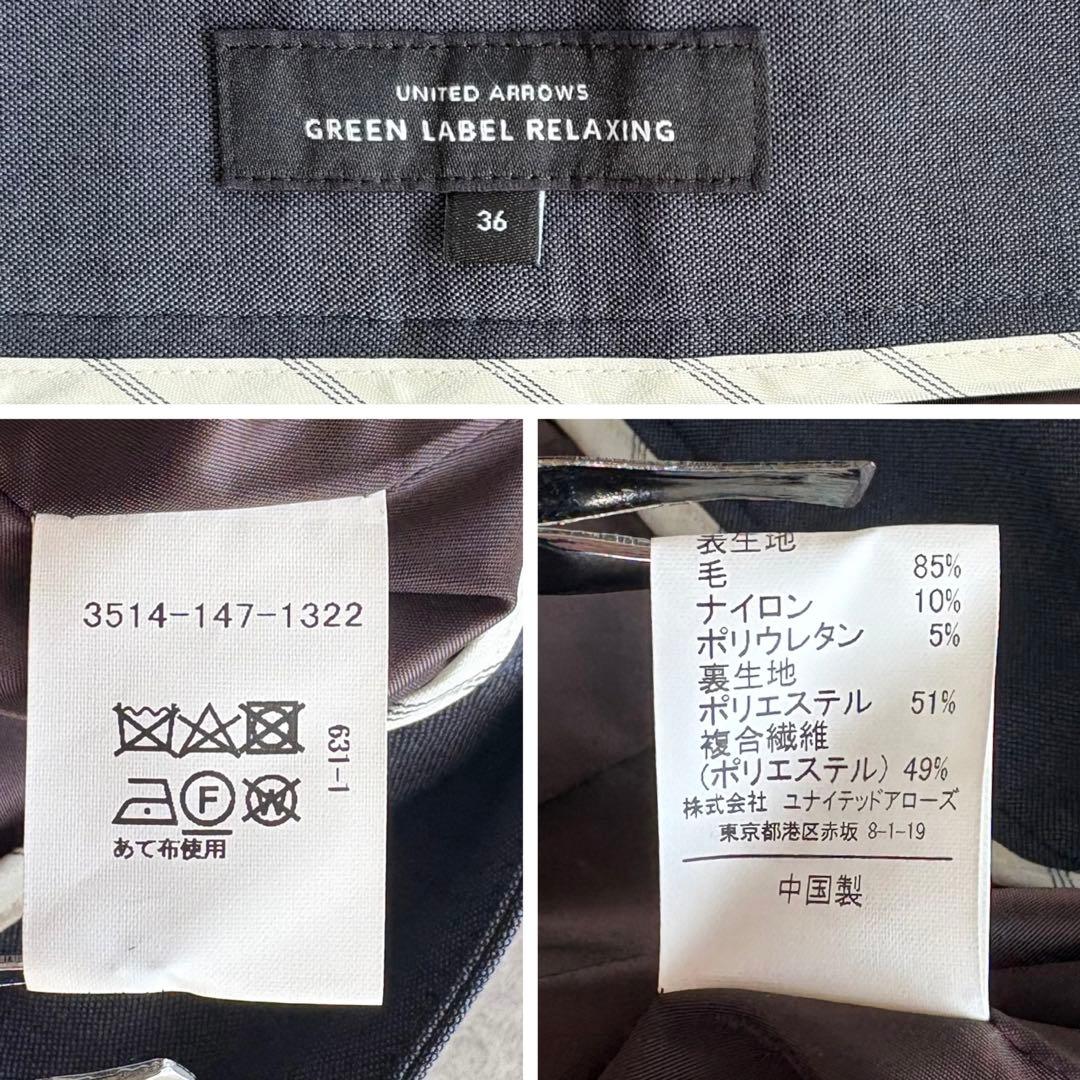 UNITED ARROWS
GREEN LABEL RELAXING
36
3514-147-1322
631-1
F
W
あて布使用
表生地
毛 85%
ナイロン 10%
ポリウレタン 5%
裏生地
ポリエステル 51%
複合繊維
(ポリエステル) 49%
株式会社 ユナイテッドアローズ
東京都港区赤坂 8-1-19
中国製